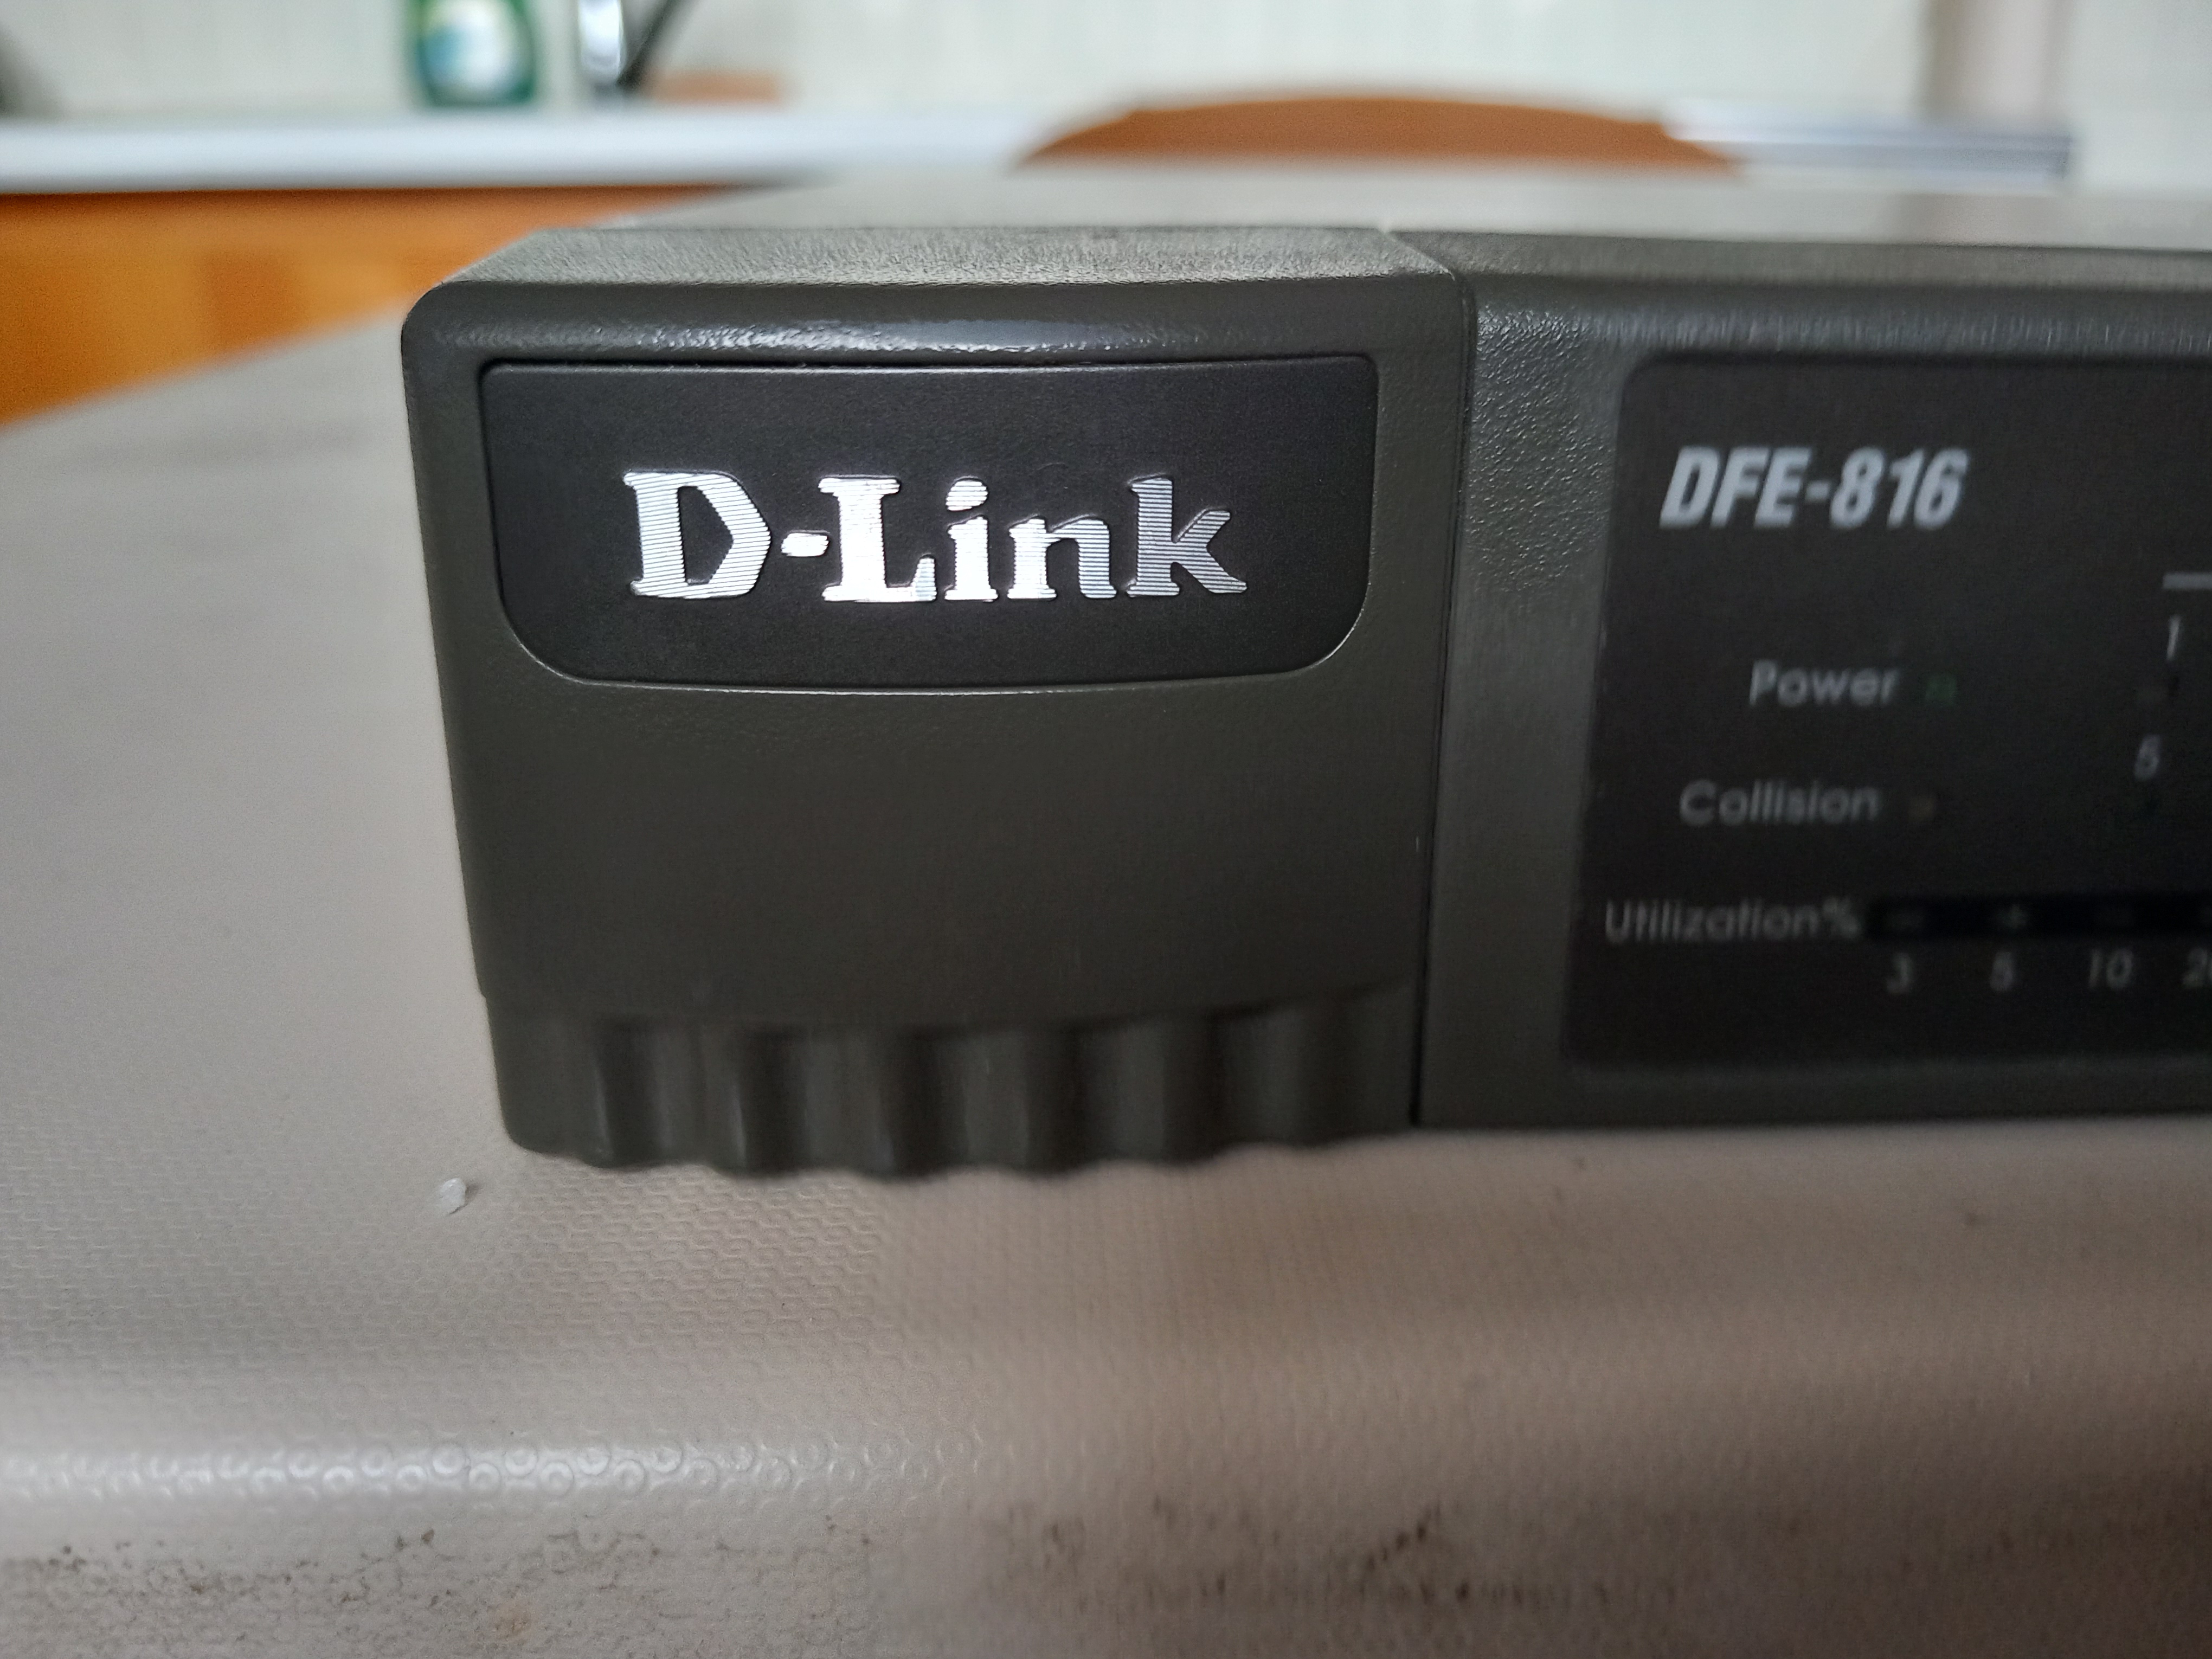 D-Link
DFE-816
1
Power
5
Collision
Utilization%
3 5 10